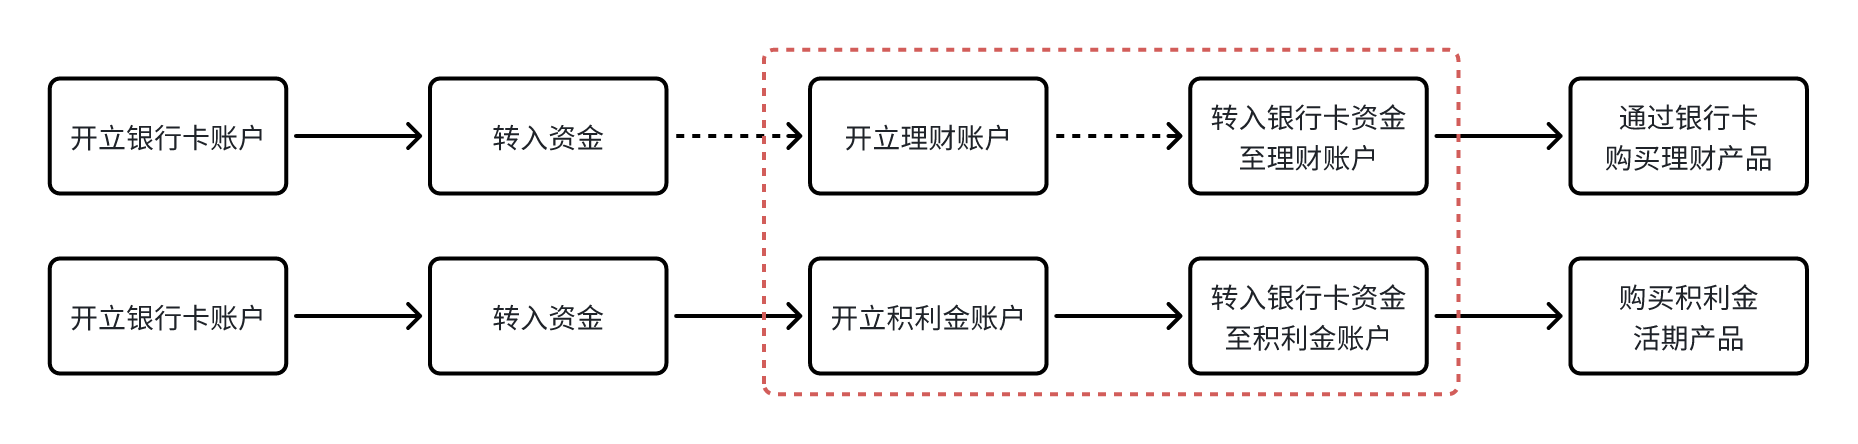 开立银行卡账户
转入资金
开立理财账户
转入银行卡资金
至理财账户
通过银行卡
购买理财产品
开立银行卡账户
转入资金
开立积利金账户
转入银行卡资金
至积利金账户
购买积利金
活期产品